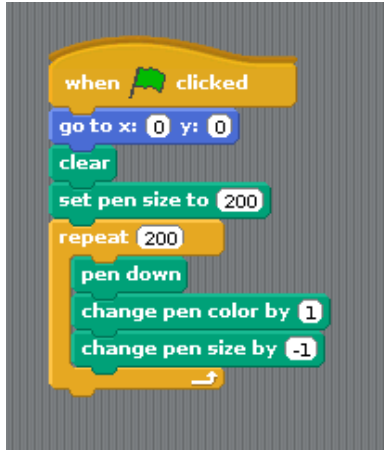 when clicked
go to x: 0 y: 0
clear
set pen size to 200
repeat 200
pen down
change pen color by 1
change pen size by -1